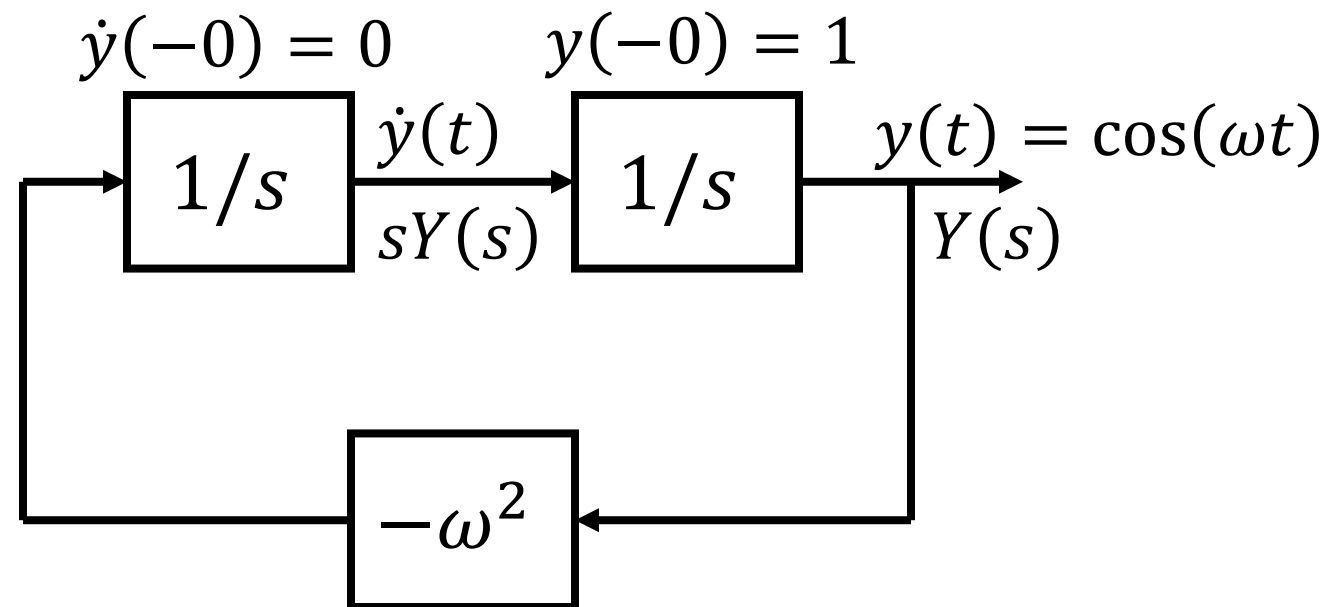 ẏ(−0) = 0
y(−0) = 1
1/s
ẏ(t)
sY(s)
1/s
y(t) = cos(ωt)
Y(s)
−ω²